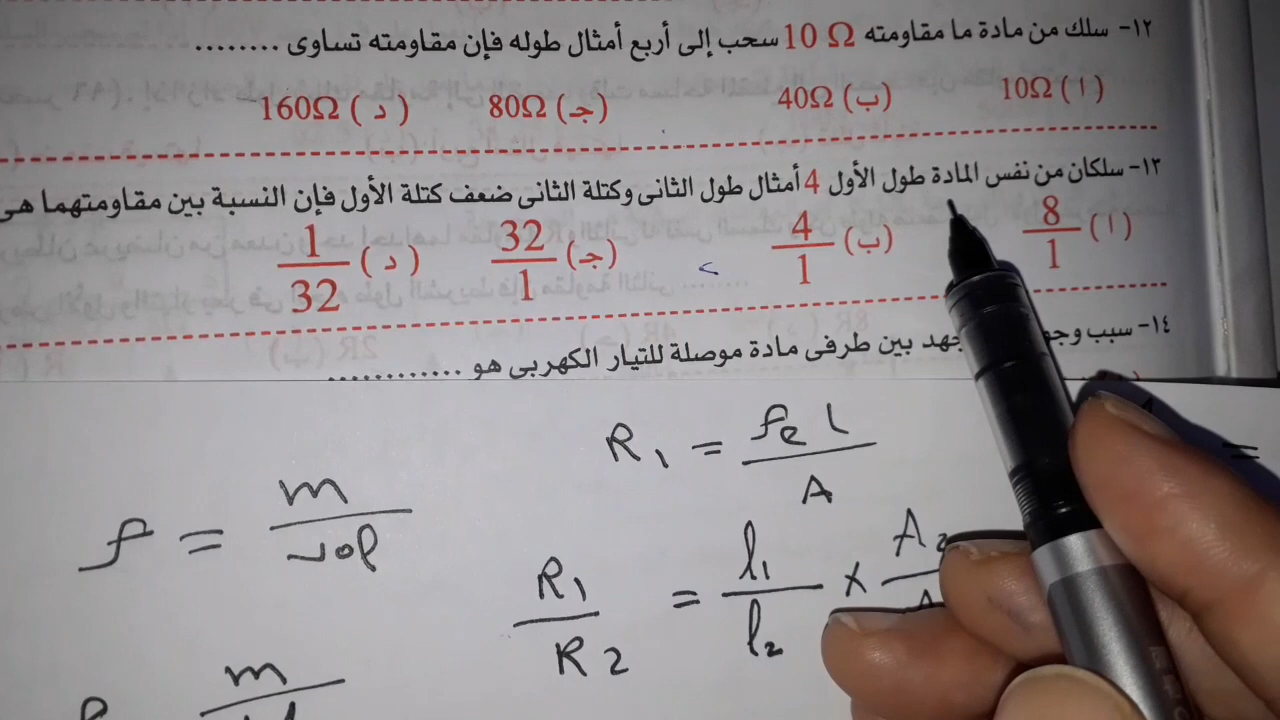 ١٢- سلك من مادة ما مقاومته 10 Ω سحب إلى أربع أمثال طوله فإن مقاومته تساوى ........
( ا ) 10Ω ( ب ) 40Ω ( جـ ) 80Ω ( د ) 160Ω
١٣- سلكان من نفس المادة طول الأول 4 أمثال طول الثانى وكتلة الثانى ضعف كتلة الأول فإن النسبة بين مقاومتهما هى
( ا ) 8/1 ( ب ) 4/1 ( جـ ) 32/1 ( د ) 1/32
١٤- سبب جهد بين طرفى مادة موصلة للتيار الكهربى هو ............
R₁ = ρe l / A
ρ = m / Vol
R₁ / R₂ = l₁ / l₂ × A₂ / A
m